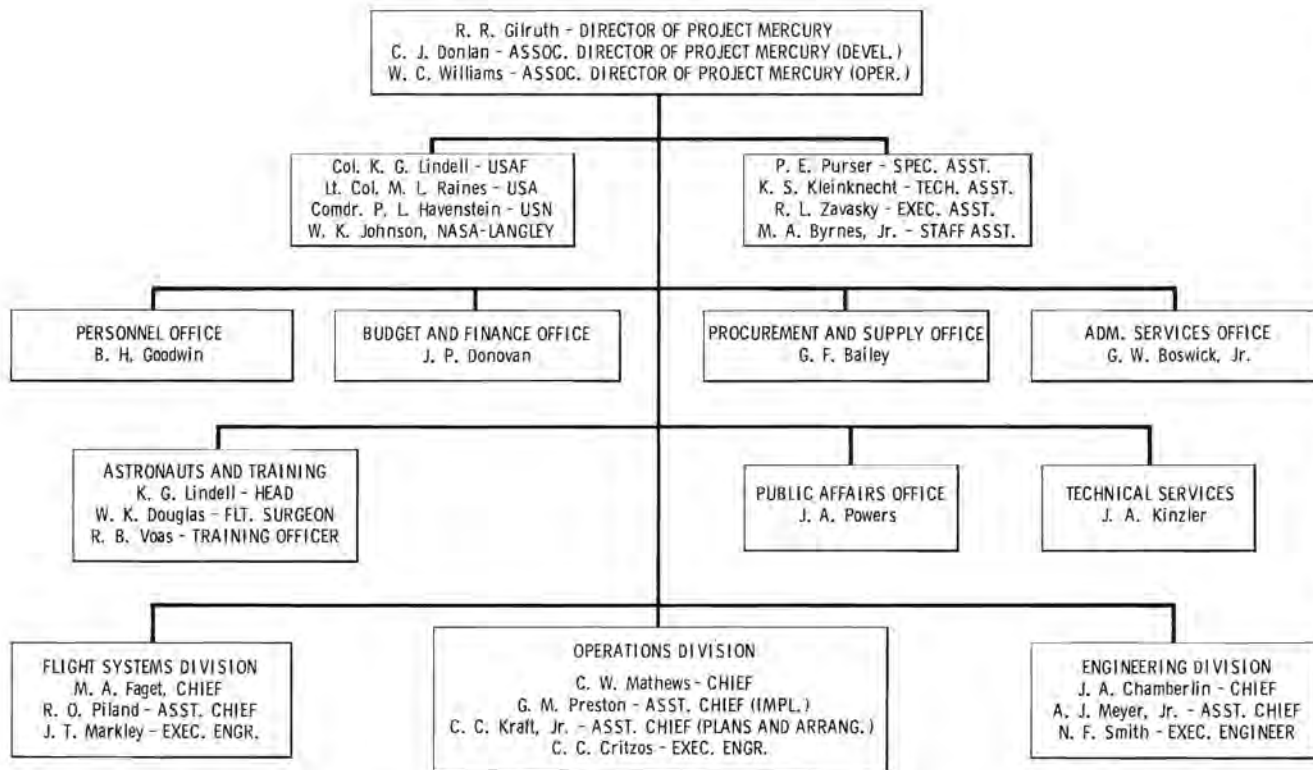 R. R. Gilruth - DIRECTOR OF PROJECT MERCURY
C. J. Donlan - ASSOC. DIRECTOR OF PROJECT MERCURY (DEVEL.)
W. C. Williams - ASSOC. DIRECTOR OF PROJECT MERCURY (OPER.)
Col. K. G. Lindell - USAF
Lt. Col. M. L. Raines - USA
Comdr. P. L. Havenstein - USN
W. K. Johnson, NASA-LANGLEY
P. E. Purser - SPEC. ASST.
K. S. Kleinknecht - TECH. ASST.
R. L. Zavasky - EXEC. ASST.
M. A. Byrnes, Jr. - STAFF ASST.
PERSONNEL OFFICE
B. H. Goodwin
BUDGET AND FINANCE OFFICE
J. P. Donovan
PROCUREMENT AND SUPPLY OFFICE
G. F. Bailey
ADM. SERVICES OFFICE
G. W. Boswick, Jr.
ASTRONAUTS AND TRAINING
K. G. Lindell - HEAD
W. K. Douglas - FLT. SURGEON
R. B. Voas - TRAINING OFFICER
PUBLIC AFFAIRS OFFICE
J. A. Powers
TECHNICAL SERVICES
J. A. Kinzler
FLIGHT SYSTEMS DIVISION
M. A. Faget, CHIEF
R. O. Piland - ASST. CHIEF
J. T. Markley - EXEC. ENGR.
OPERATIONS DIVISION
C. W. Mathews - CHIEF
G. M. Preston - ASST. CHIEF (IMPL.)
C. C. Kraft, Jr. - ASST. CHIEF (PLANS AND ARRANG.)
C. C. Critzos - EXEC. ENGR.
ENGINEERING DIVISION
J. A. Chamberlin - CHIEF
A. J. Meyer, Jr. - ASST. CHIEF
N. F. Smith - EXEC. ENGINEER